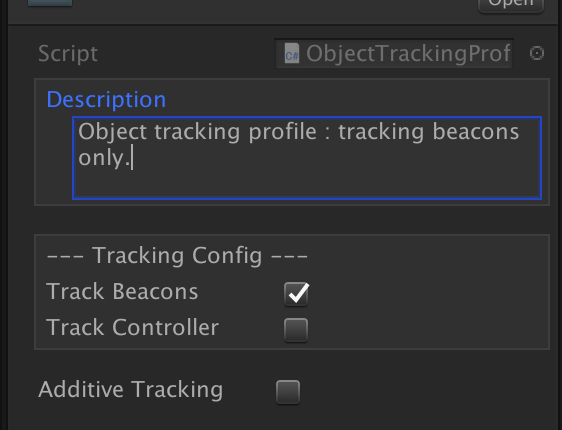 Open
Script ObjectTrackingProf
Description
Object tracking profile : tracking beacons
only.
--- Tracking Config ---
Track Beacons
Track Controller
Additive Tracking